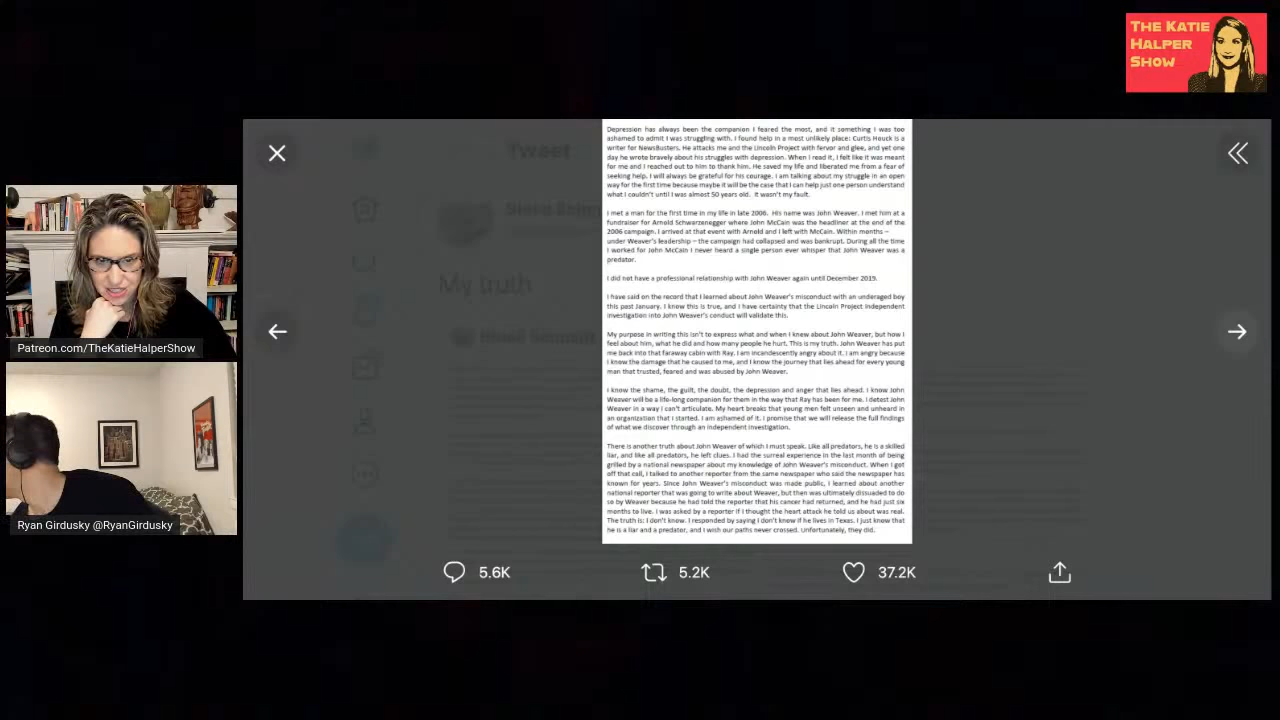 THE KATIE
HALPER
SHOW
Tweet
My truth
Depression has always been the companion I feared the most, and it something I was too
ashamed to admit I was struggling with. I found help in a most unlikely place: Curtis Houck is a
writer for NewsBusters. He attacks me and the Lincoln Project with fervor and glee, and yet one
day he wrote bravely about his struggles with depression. When I read it, I felt like it was meant
for me and I reached out to him to thank him. He saved my life and liberated me from a fear of
seeking help. I will always be grateful for his courage. I am talking about my struggle in an open
way for the first time because maybe it will be the case that I can help just one person understand
what I couldn't until I was almost 50 years old. It wasn't my fault.
I met a man for the first time in my life in late 2006. His name was John Weaver. I met him at a
fundraiser for Arnold Schwarzenegger where John McCain was the headliner at the end of the
2006 campaign. I arrived at that event with Arnold and I left with McCain. Within months –
under Weaver's leadership – the campaign had collapsed and was bankrupt. During all the time
I worked for John McCain I never heard a single person ever whisper that John Weaver was a
predator.
I did not have a professional relationship with John Weaver again until December 2019.
I have said on the record that I learned about John Weaver's misconduct with an underaged boy
this past January. I know this is true, and I have certainty that the Lincoln Project independent
investigation into John Weaver's conduct will validate this.
My purpose in writing this isn't to express what and when I knew about John Weaver, but how I
feel about him, what he did and how many people he hurt. This is my truth. John Weaver has put
me back into that faraway cabin with Ray. I am incandescently angry about it. I am angry because
I know the damage that he caused to me, and I know the journey that lies ahead for every young
man that trusted, feared and was abused by John Weaver.
I know the shame, the guilt, the doubt, the depression and anger that lies ahead. I know John
Weaver will be a life-long companion for them in the way that Ray has been for me. I detest John
Weaver in a way I can't articulate. My heart breaks that young men felt unseen and unheard in
an organization that I started. I am ashamed of it. I promise that we will release the full findings
of what we discover through an independent investigation.
There is another truth about John Weaver of which I must speak. Like all predators, he is a skilled
liar, and like all predators, he left clues. I had the surreal experience in the last month of being
grilled by a national newspaper about my knowledge of John Weaver's misconduct. When I got
off that call, I talked to another reporter from the same newspaper who said the newspaper has
known for years. Since John Weaver's misconduct was made public, I learned about another
national reporter that was going to write about Weaver, but then was ultimately dissuaded to do
so by Weaver because he had told the reporter that his cancer had returned, and he had just six
months to live. I was asked by a reporter if I thought the heart attack he told us about was real.
The truth is: I don't know. I responded by saying I don't know if he lives in Texas. I just know that
he is a liar and a predator, and I wish our paths never crossed. Unfortunately, they did.
Patreon.com/TheKatieHalperShow
Ryan Girdusky @RyanGirdusky
5.6K
5.2K
37.2K